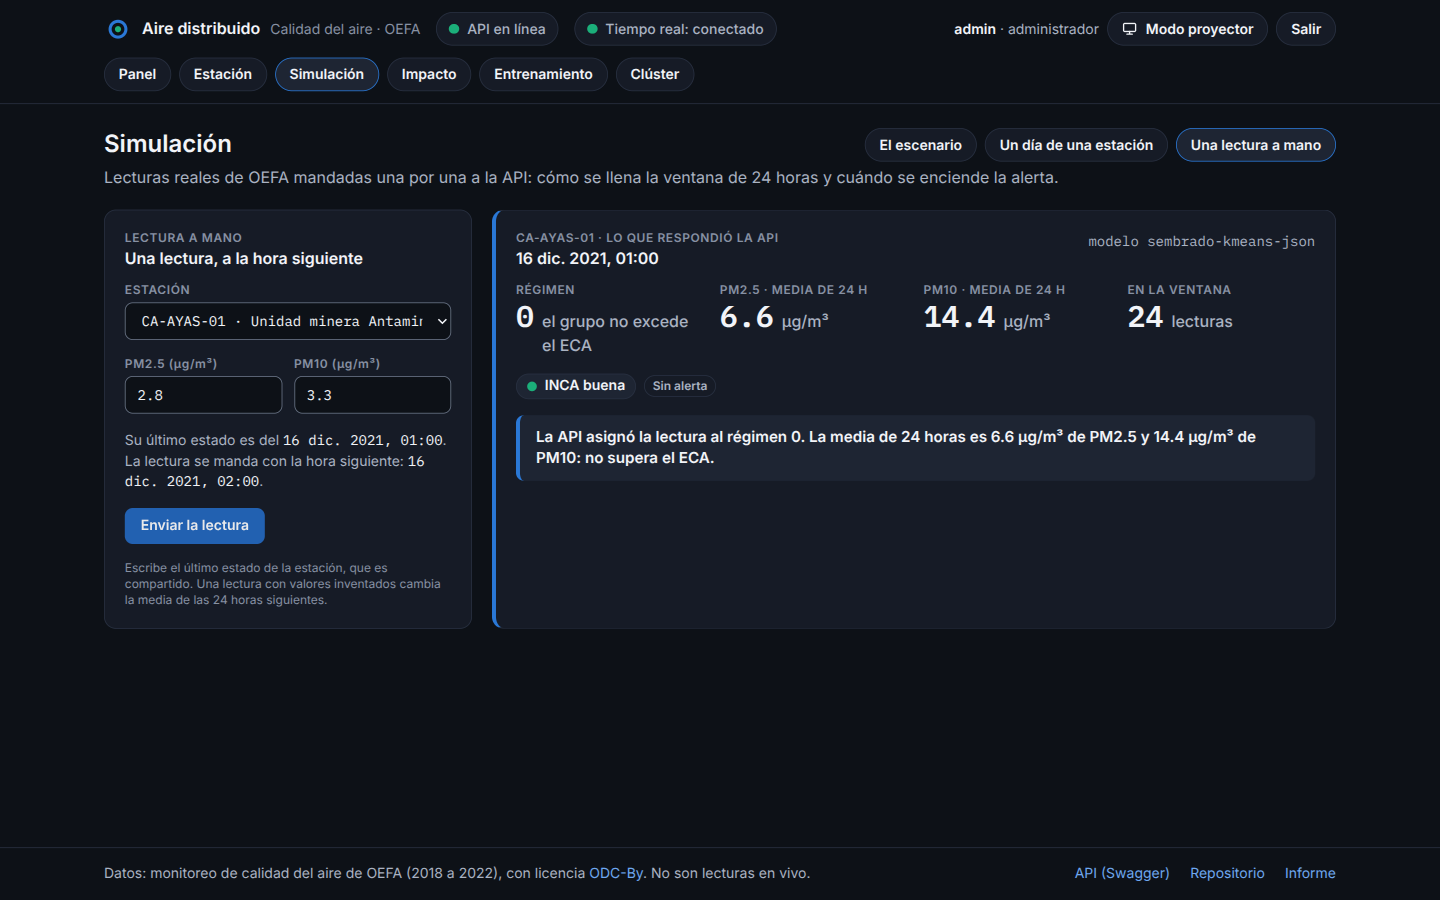 Aire distribuido Calidad del aire · OEFA API en línea Tiempo real: conectado admin · administrador Modo proyector Salir
Panel Estación Simulación Impacto Entrenamiento Clúster
Simulación El escenario Un día de una estación Una lectura a mano
Lecturas reales de OEFA mandadas una por una a la API: cómo se llena la ventana de 24 horas y cuándo se enciende la alerta.
LECTURA A MANO
Una lectura, a la hora siguiente
ESTACIÓN
CA-AYAS-01 · Unidad minera Antamin
PM2.5 (µg/m³) PM10 (µg/m³)
2.8 3.3
Su último estado es del 16 dic. 2021, 01:00.
La lectura se manda con la hora siguiente: 16
dic. 2021, 02:00.
Enviar la lectura
Escribe el último estado de la estación, que es
compartido. Una lectura con valores inventados cambia
la media de las 24 horas siguientes.
CA-AYAS-01 · LO QUE RESPONDIÓ LA API modelo sembrado-kmeans-json
16 dic. 2021, 01:00
RÉGIMEN PM2.5 · MEDIA DE 24 H PM10 · MEDIA DE 24 H EN LA VENTANA
0 el grupo no excede 6.6 µg/m³ 14.4 µg/m³ 24 lecturas
el ECA
INCA buena Sin alerta
La API asignó la lectura al régimen 0. La media de 24 horas es 6.6 µg/m³ de PM2.5 y 14.4 µg/m³ de
PM10: no supera el ECA.
Datos: monitoreo de calidad del aire de OEFA (2018 a 2022), con licencia ODC-By. No son lecturas en vivo. API (Swagger) Repositorio Informe